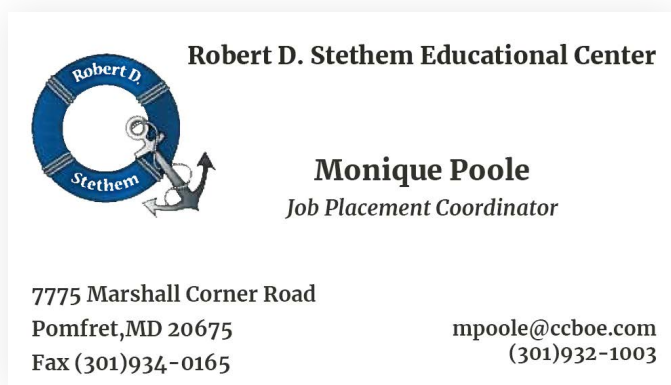 Robert D. Stethem Educational Center
Robert D.
Stethem
Monique Poole
Job Placement Coordinator
7775 Marshall Corner Road
Pomfret,MD 20675
Fax (301)934-0165
mpoole@ccboe.com
(301)932-1003